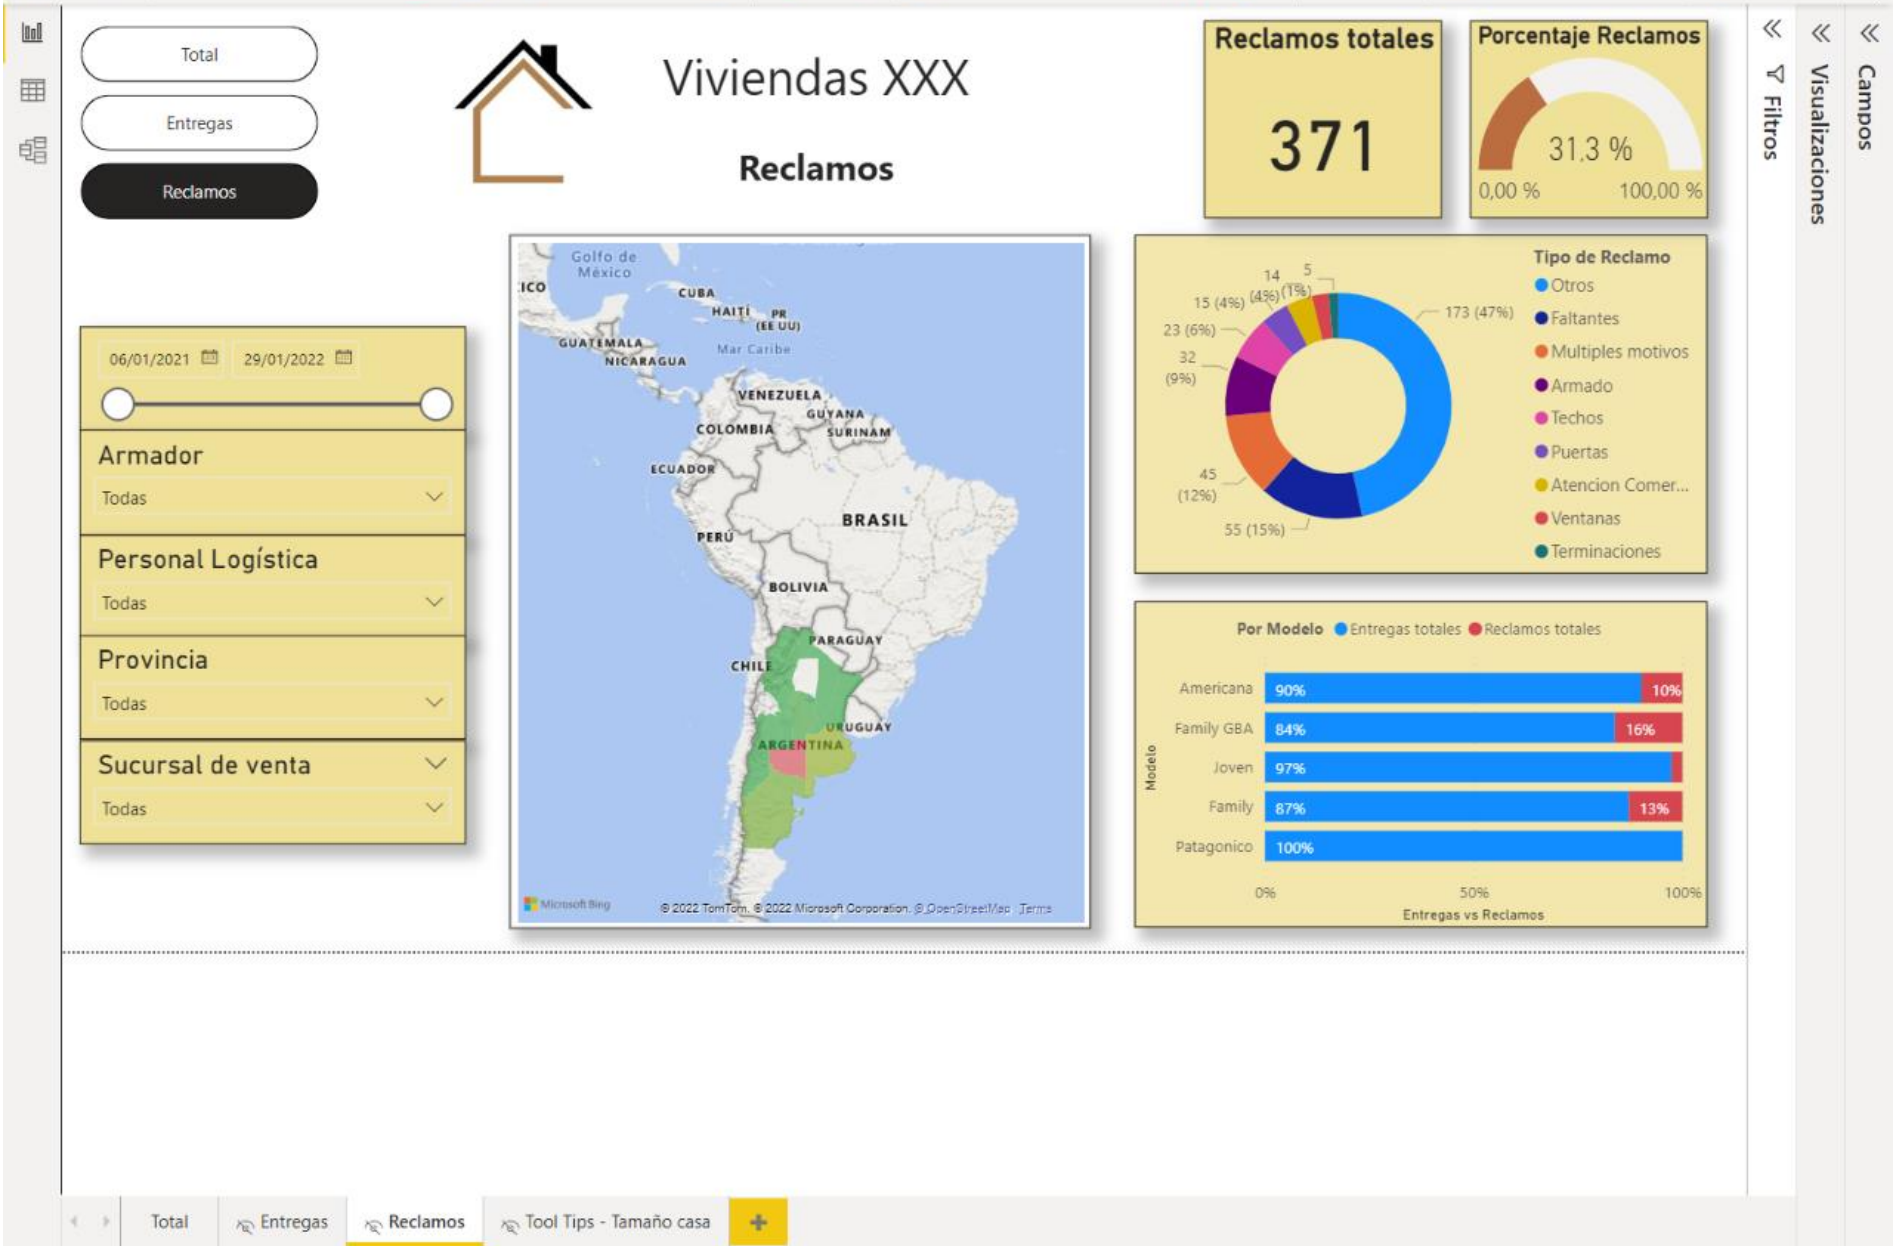 Total
Entregas
Reclamos
Viviendas XXX
Reclamos
Reclamos totales
371
Porcentaje Reclamos
31,3 %
0,00 %
100,00 %
Filtros
Visualizaciones
Campos
06/01/2021
29/01/2022
Armador
Todas
Personal Logística
Todas
Provincia
Todas
Sucursal de venta
Todas
Golfo de
México
ICO
CUBA
HAITÍ
PR
(EE UU)
GUATEMALA
NICARAGUA
Mar Caribe
VENEZUELA
GUYANA
COLOMBIA
SURINAM
ECUADOR
BRASIL
PERÚ
BOLIVIA
PARAGUAY
CHILE
URUGUAY
ARGENTINA
Microsoft Bing
© 2022 TomTom, © 2022 Microsoft Corporation, © OpenStreetMap Terms
Tipo de Reclamo
Otros
Faltantes
Multiples motivos
Armado
Techos
Puertas
Atencion Comer...
Ventanas
Terminaciones
173 (47%)
55 (15%)
45
(12%)
32
(9%)
23 (6%)
15 (4%)
14
(4%)
5
(1%)
Por Modelo Entregas totales Reclamos totales
Modelo
Americana 90% 10%
Family GBA 84% 16%
Joven 97%
Family 87% 13%
Patagonico 100%
0% 50% 100%
Entregas vs Reclamos
Total
Entregas
Reclamos
Tool Tips - Tamaño casa
+